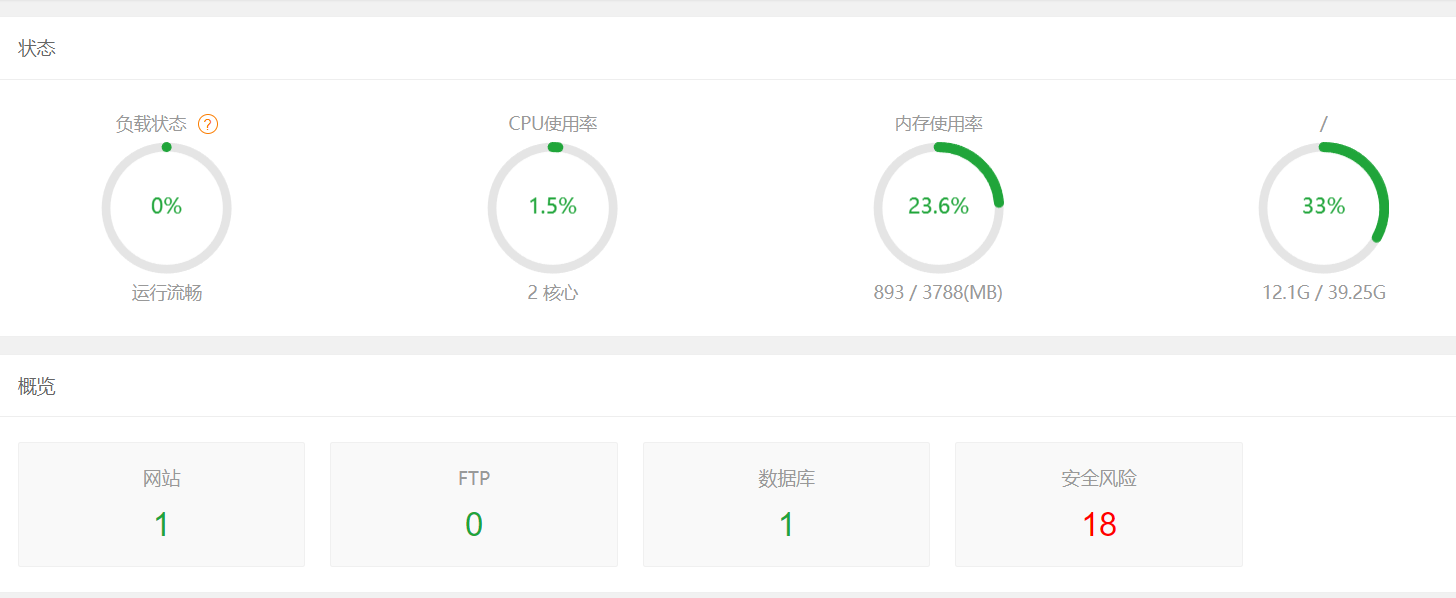 状态
负载状态 ?
CPU使用率
内存使用率
/
0%
1.5%
23.6%
33%
运行流畅
2 核心
893 / 3788(MB)
12.1G / 39.25G
概览
网站
FTP
数据库
安全风险
1
0
1
18